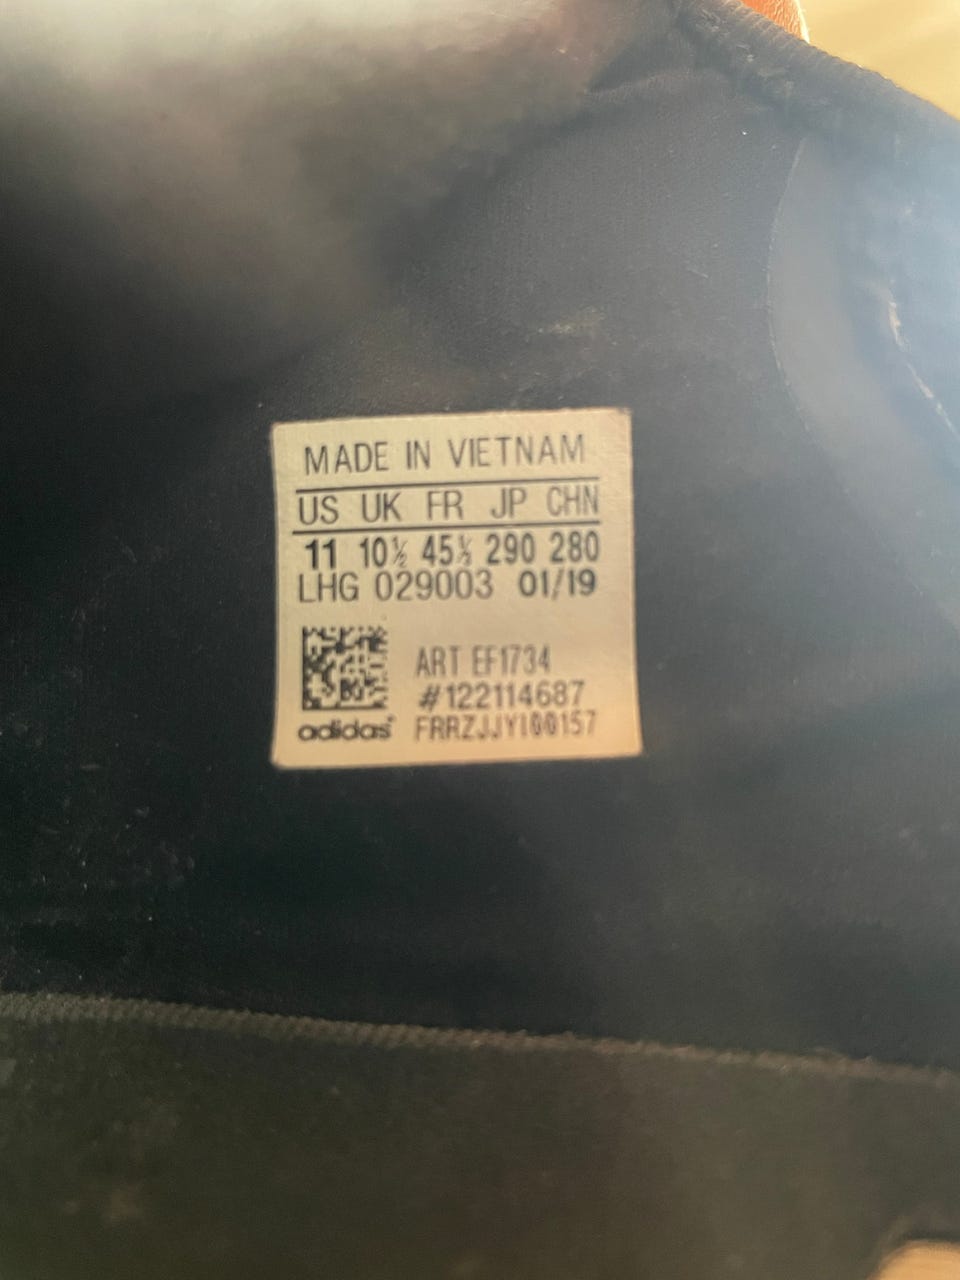 MADE IN VIETNAM
US UK FR JP CHN
11 10½ 45⅓ 290 280
LHG 029003 01/19
ART EF1734
#122114687
adidas FRRZJJYI00157